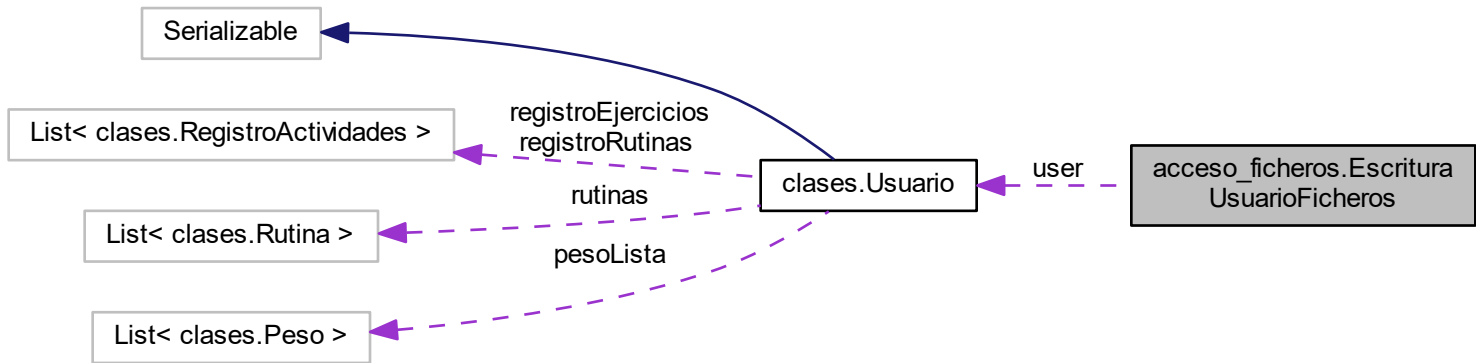 Serializable
List< clases.RegistroActividades >
registroEjercicios
registroRutinas
clases.Usuario
user
acceso_ficheros.Escritura
UsuarioFicheros
rutinas
List< clases.Rutina >
pesoLista
List< clases.Peso >